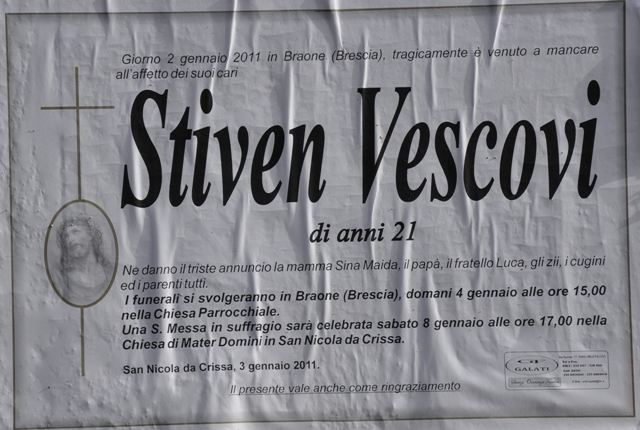 Giorno 2 gennaio 2011 in Braone (Brescia), tragicamente è venuto a mancare
all'affetto dei suoi cari
Stiven Vescovi
di anni 21
Ne danno il triste annuncio la mamma Sina Maida, il papà, il fratello Luca, gli zii, i cugini
ed i parenti tutti.
I funerali si svolgeranno in Braone (Brescia), domani 4 gennaio alle ore 15,00
nella Chiesa Parrocchiale.
Una S. Messa in suffragio sarà celebrata sabato 8 gennaio alle ore 17,00 nella
Chiesa di Mater Domini in San Nicola da Crissa.
San Nicola da Crissa, 3 gennaio 2011.
Il presente vale anche come ringraziamento
GALATI